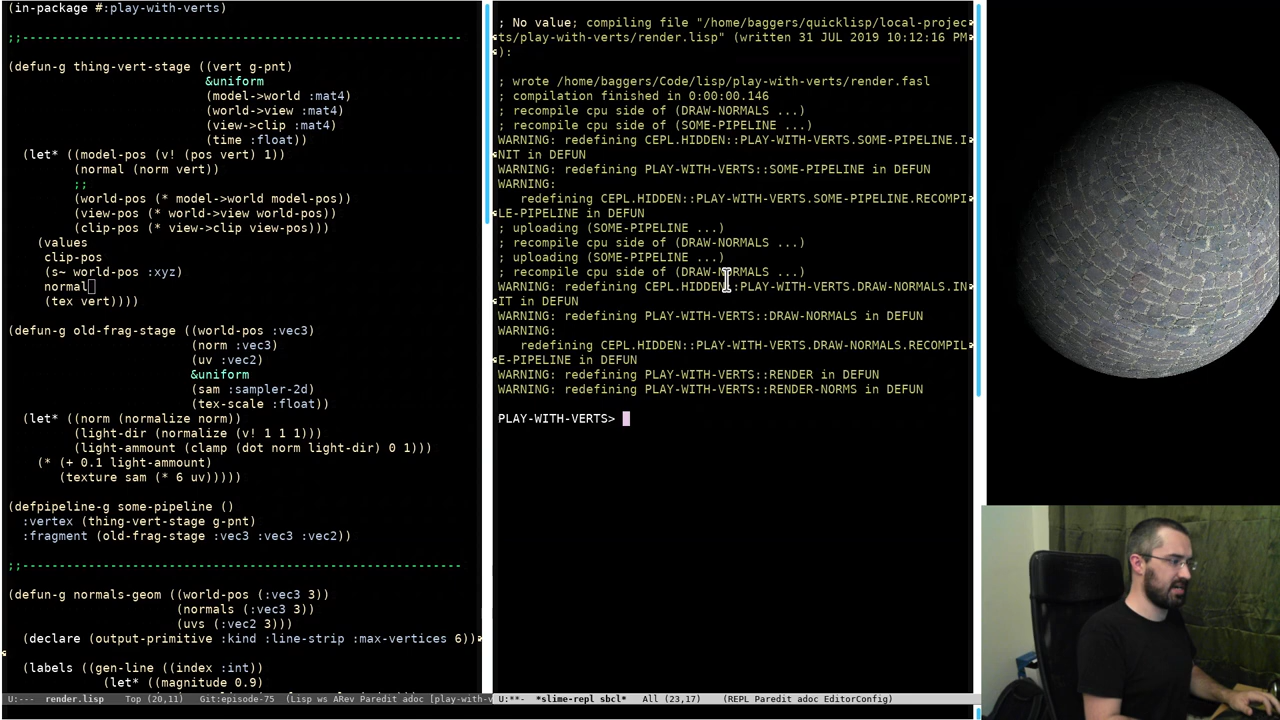 (in-package #:play-with-verts)
;;------------------------------------------------------------
(defun-g thing-vert-stage ((vert g-pnt)
&uniform
(model->world :mat4)
(world->view :mat4)
(view->clip :mat4)
(time :float))
(let* ((model-pos (v! (pos vert) 1))
(normal (norm vert))
;;
(world-pos (* model->world model-pos))
(view-pos (* world->view world-pos))
(clip-pos (* view->clip view-pos)))
(values
clip-pos
(s~ world-pos :xyz)
normal
(tex vert))))
(defun-g old-frag-stage ((world-pos :vec3)
(norm :vec3)
(uv :vec2)
&uniform
(sam :sampler-2d)
(tex-scale :float))
(let* ((norm (normalize norm))
(light-dir (normalize (v! 1 1 1)))
(light-amount (clamp (dot norm light-dir) 0 1)))
(* (+ 0.1 light-amount)
(texture sam (* 6 uv)))))
(defpipeline-g some-pipeline ()
:vertex (thing-vert-stage g-pnt)
:fragment (old-frag-stage :vec3 :vec3 :vec2))
;;------------------------------------------------------------
(defun-g normals-geom ((world-pos (:vec3 3))
(normals (:vec3 3))
(uvs (:vec2 3)))
(declare (output-primitive :kind :line-strip :max-vertices 6))
(labels ((gen-line ((index :int))
(let* ((magnitude 0.9)
U:--- render.lisp Top (20,11) Git:episode-75 (Lisp ws ARev Paredit adoc [play-with-v
; No value; compiling file "/home/baggers/quicklisp/local-projec
ts/play-with-verts/render.lisp" (written 31 JUL 2019 10:12:16 PM
):
; wrote /home/baggers/Code/lisp/play-with-verts/render.fasl
; compilation finished in 0:00:00.146
; recompile cpu side of (DRAW-NORMALS ...)
; recompile cpu side of (SOME-PIPELINE ...)
WARNING: redefining CEPL.HIDDEN::PLAY-WITH-VERTS.SOME-PIPELINE.I
NIT in DEFUN
WARNING: redefining PLAY-WITH-VERTS::SOME-PIPELINE in DEFUN
WARNING:
redefining CEPL.HIDDEN::PLAY-WITH-VERTS.SOME-PIPELINE.RECOMPI
LE-PIPELINE in DEFUN
; uploading (SOME-PIPELINE ...)
; recompile cpu side of (DRAW-NORMALS ...)
; uploading (SOME-PIPELINE ...)
; recompile cpu side of (DRAW-NORMALS ...)
WARNING: redefining CEPL.HIDDEN::PLAY-WITH-VERTS.DRAW-NORMALS.IN
IT in DEFUN
WARNING: redefining PLAY-WITH-VERTS::DRAW-NORMALS in DEFUN
WARNING:
redefining CEPL.HIDDEN::PLAY-WITH-VERTS.DRAW-NORMALS.RECOMPIL
E-PIPELINE in DEFUN
WARNING: redefining PLAY-WITH-VERTS::RENDER in DEFUN
WARNING: redefining PLAY-WITH-VERTS::RENDER-NORMS in DEFUN
PLAY-WITH-VERTS>
U:**- *slime-repl sbcl* All (23,17) (REPL Paredit adoc EditorConfig)